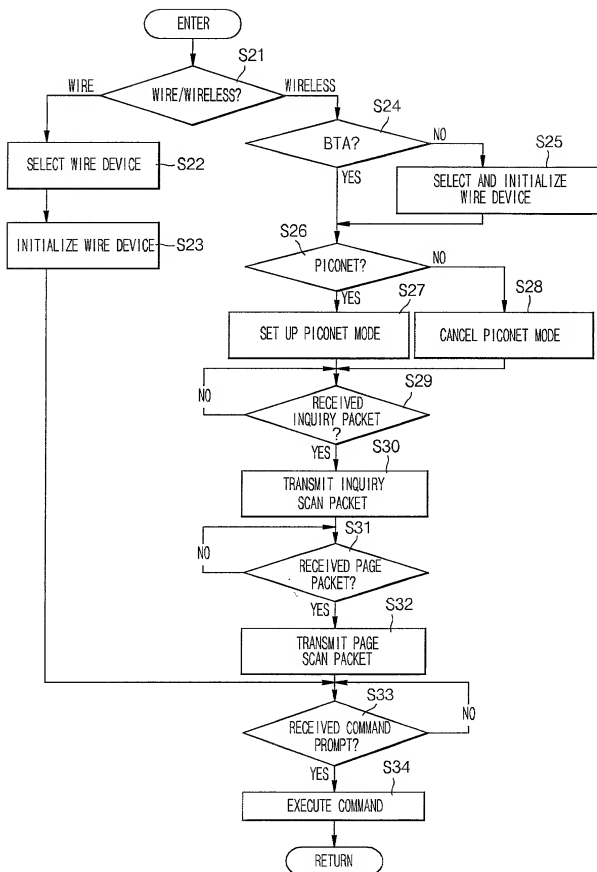 ENTER
S21
WIRE
WIRE/WIRELESS?
WIRELESS
S24
BTA?
NO
YES
S22
SELECT WIRE DEVICE
S25
SELECT AND INITIALIZE
WIRE DEVICE
S23
INITIALIZE WIRE DEVICE
S26
PICONET?
NO
YES
S27
SET UP PICONET MODE
S28
CANCEL PICONET MODE
S29
NO
RECEIVED
INQUIRY PACKET
?
YES
S30
TRANSMIT INQUIRY
SCAN PACKET
S31
NO
RECEIVED PAGE
PACKET?
YES
S32
TRANSMIT PAGE
SCAN PACKET
S33
NO
RECEIVED COMMAND
PROMPT?
YES
S34
EXECUTE COMMAND
RETURN